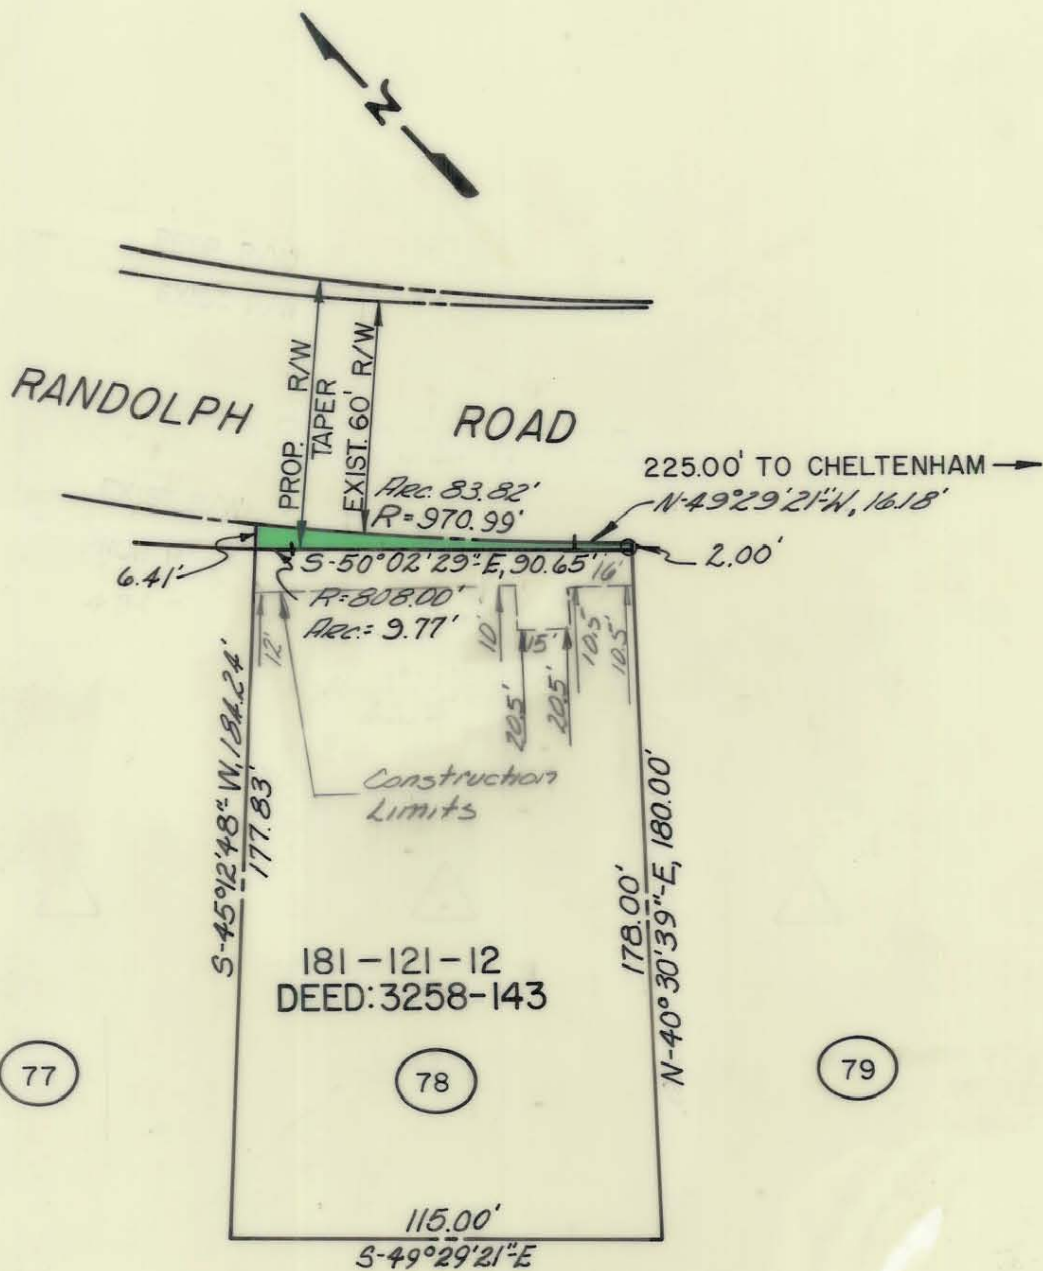 N
RANDOLPH ROAD
PROP. R/W
TAPER
EXIST. 60' R/W
Arc. 83.82'
R=970.99'
225.00' TO CHELTENHAM
N-49°29'21"-W, 16.18'
2.00'
6.41'
S-50°02'29"-E, 90.65'
16'
R=808.00'
Arc.= 9.77'
12'
10'
15'
20.5'
20.5'
10.5'
10.5'
Construction
Limits
S-45°12'48"-W, 184.24'
177.83'
178.00'
N-40°30'39"-E, 180.00'
181-121-12
DEED:3258-143
77
78
79
115.00'
S-49°29'21"-E